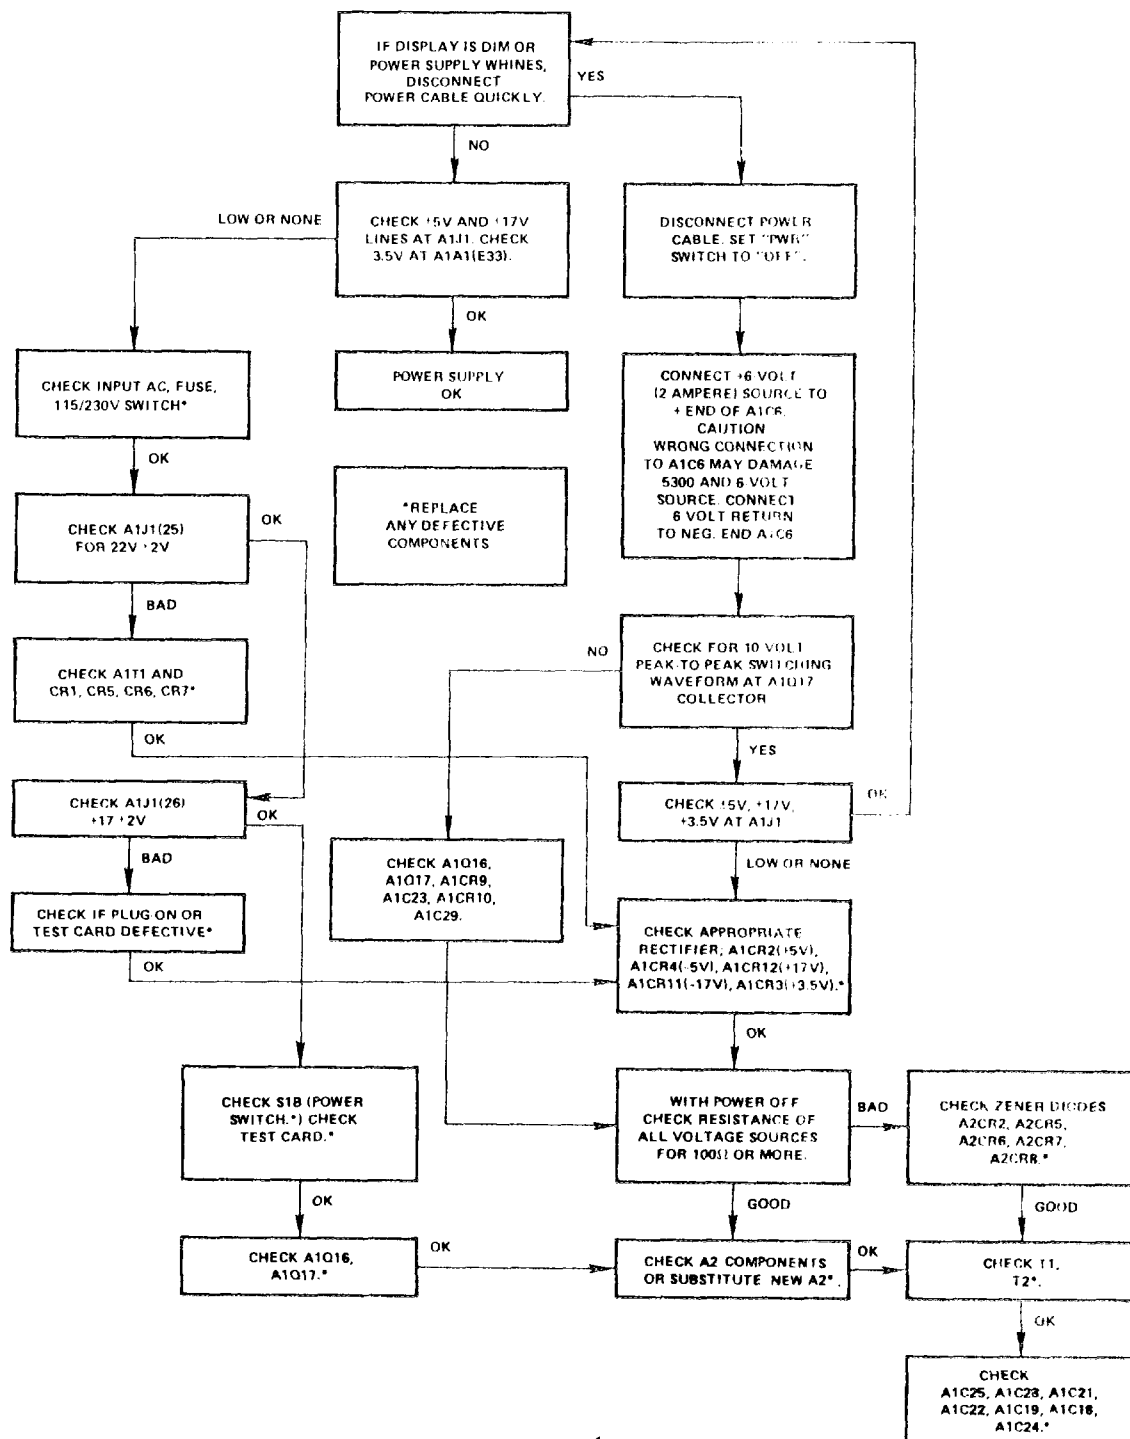 IF DISPLAY IS DIM OR
POWER SUPPLY WHINES,
DISCONNECT
POWER CABLE QUICKLY.
YES
NO
LOW OR NONE
CHECK +5V AND +17V
LINES AT A1J1. CHECK
3.5V AT A1A1(E33).
DISCONNECT POWER
CABLE. SET "PWR"
SWITCH TO "OFF".
OK
CHECK INPUT AC, FUSE,
115/230V SWITCH*
POWER SUPPLY
OK
CONNECT +6 VOLT
(2 AMPERE) SOURCE TO
+ END OF A1C6.
CAUTION
WRONG CONNECTION
TO A1C6 MAY DAMAGE
5300 AND 6 VOLT
SOURCE. CONNECT
6 VOLT RETURN
TO NEG. END A1C6
OK
*REPLACE
ANY DEFECTIVE
COMPONENTS
CHECK A1J1(25)
FOR 22V ±2V
OK
BAD
CHECK A1T1 AND
CR1, CR5, CR6, CR7*
NO
CHECK FOR 10 VOLT
PEAK-TO PEAK SWITCHING
WAVEFORM AT A1Q17
COLLECTOR
OK
YES
CHECK A1J1(26)
+17 ±2V
OK
CHECK ±5V, +17V,
+3.5V AT A1J1
OK
BAD
LOW OR NONE
CHECK IF PLUG-ON OR
TEST CARD DEFECTIVE*
CHECK A1Q16,
A1Q17, A1CR9,
A1C23, A1CR10,
A1C29.
CHECK APPROPRIATE
RECTIFIER; A1CR2(+5V),
A1CR4(-5V), A1CR12(+17V),
A1CR11(-17V), A1CR3(+3.5V).*
OK
OK
CHECK S1B (POWER
SWITCH.*) CHECK
TEST CARD.*
WITH POWER OFF
CHECK RESISTANCE OF
ALL VOLTAGE SOURCES
FOR 100Ω OR MORE.
BAD
CHECK ZENER DIODES
A2CR2, A2CR5,
A2CR6, A2CR7,
A2CR8.*
OK
GOOD
GOOD
CHECK A1Q16,
A1Q17.*
OK
CHECK A2 COMPONENTS
OR SUBSTITUTE NEW A2*.
OK
CHECK T1,
T2*.
OK
CHECK
A1C25, A1C28, A1C21,
A1C22, A1C19, A1C18,
A1C24.*